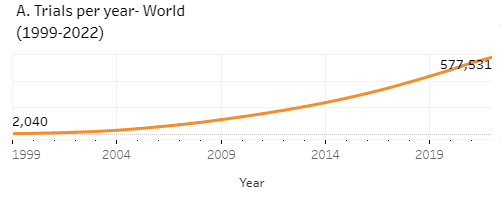 A. Trials per year- World
(1999-2022)
577,531
2,040
1999 2004 2009 2014 2019
Year